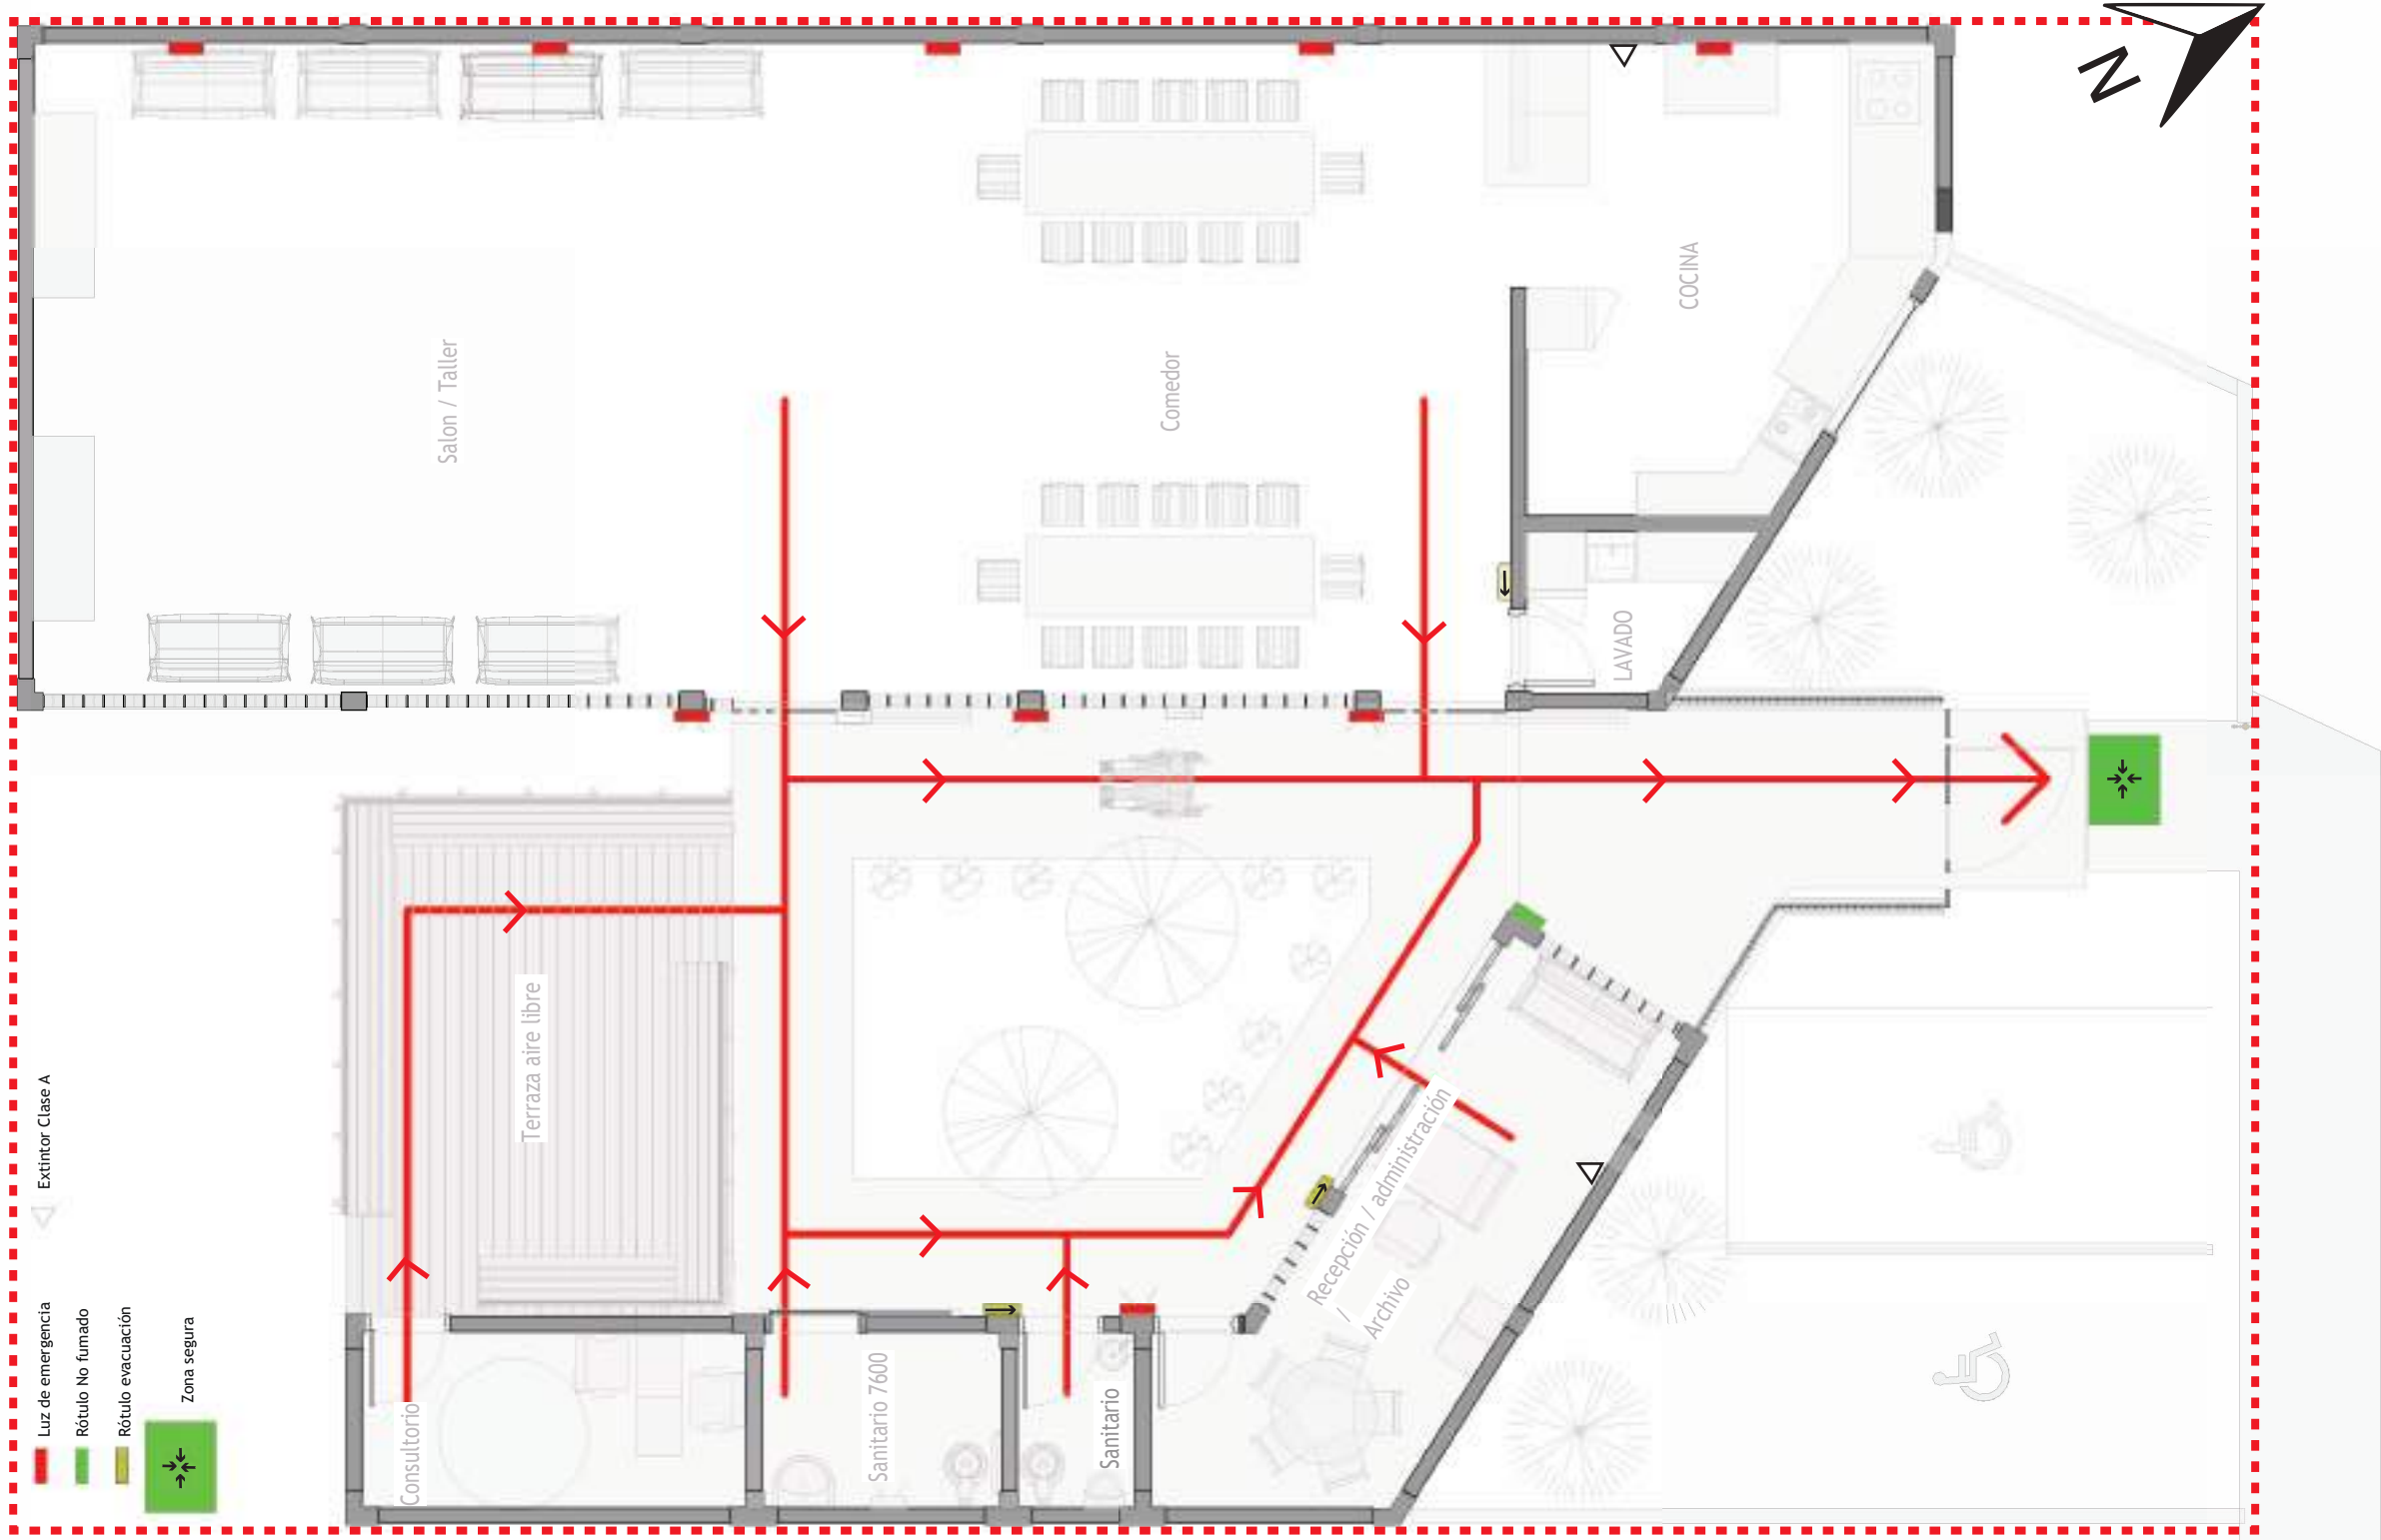 N
Salon / Taller
Comedor
COCINA
LAVADO
Terraza aire libre
Recepción / administración
/
Archivo
Consultorio
Sanitario 7600
Sanitario
Extintor Clase A
Luz de emergencia
Rótulo No fumado
Rótulo evacuación
Zona segura